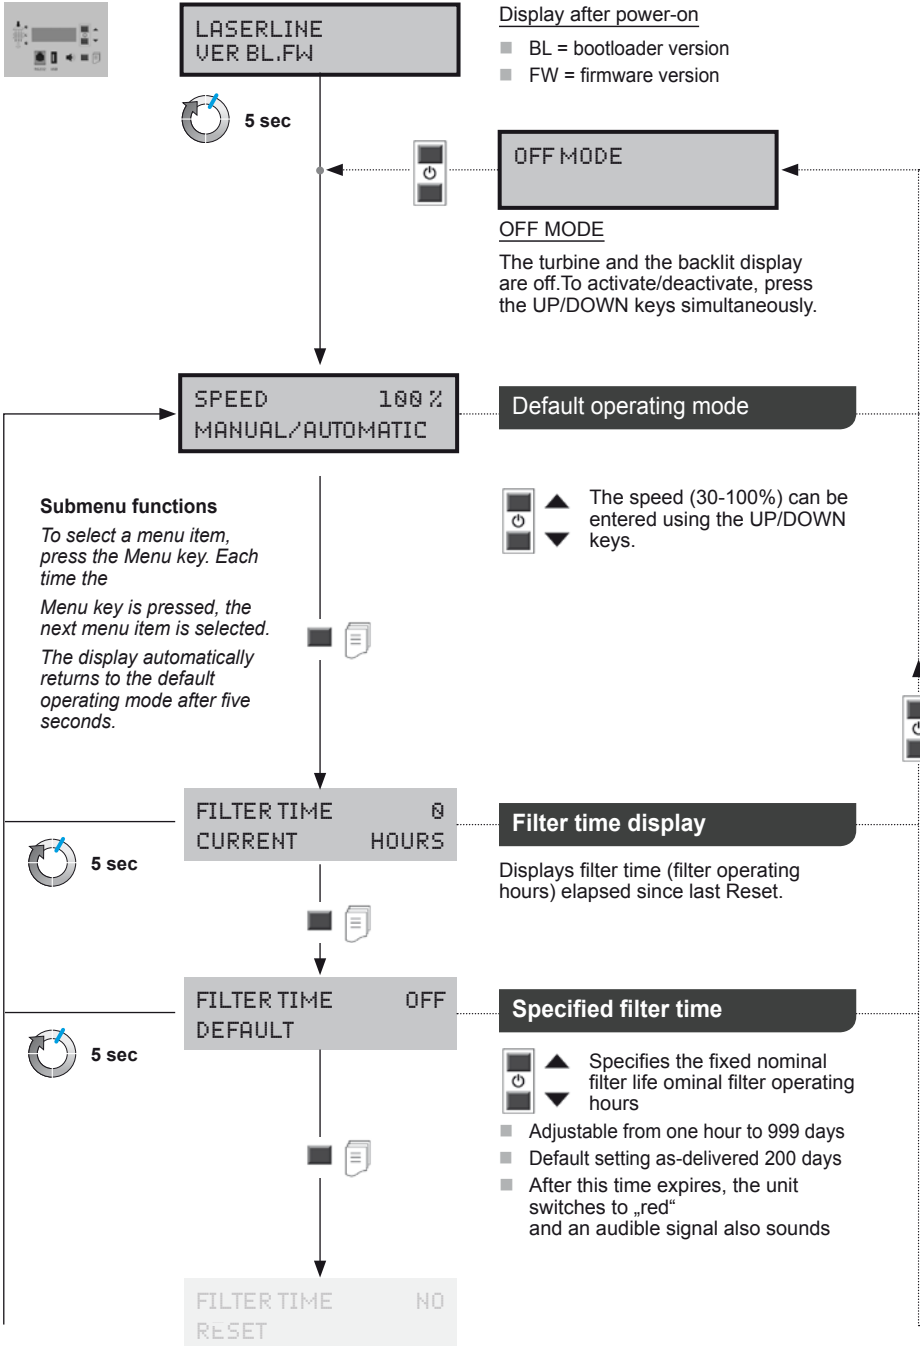 LASERLINE
VER BL.FW
Display after power-on
BL = bootloader version
FW = firmware version
5 sec
OFF MODE
OFF MODE
The turbine and the backlit display
are off.To activate/deactivate, press
the UP/DOWN keys simultaneously.
SPEED 100 %
MANUAL/AUTOMATIC
Default operating mode
The speed (30-100%) can be
entered using the UP/DOWN
keys.
Submenu functions
To select a menu item,
press the Menu key. Each
time the
Menu key is pressed, the
next menu item is selected.
The display automatically
returns to the default
operating mode after five
seconds.
FILTER TIME 0
CURRENT HOURS
5 sec
Filter time display
Displays filter time (filter operating
hours) elapsed since last Reset.
FILTER TIME OFF
DEFAULT
5 sec
Specified filter time
Specifies the fixed nominal
filter life ominal filter operating
hours
Adjustable from one hour to 999 days
Default setting as-delivered 200 days
After this time expires, the unit
switches to „red“
and an audible signal also sounds
FILTER TIME NO
RESET